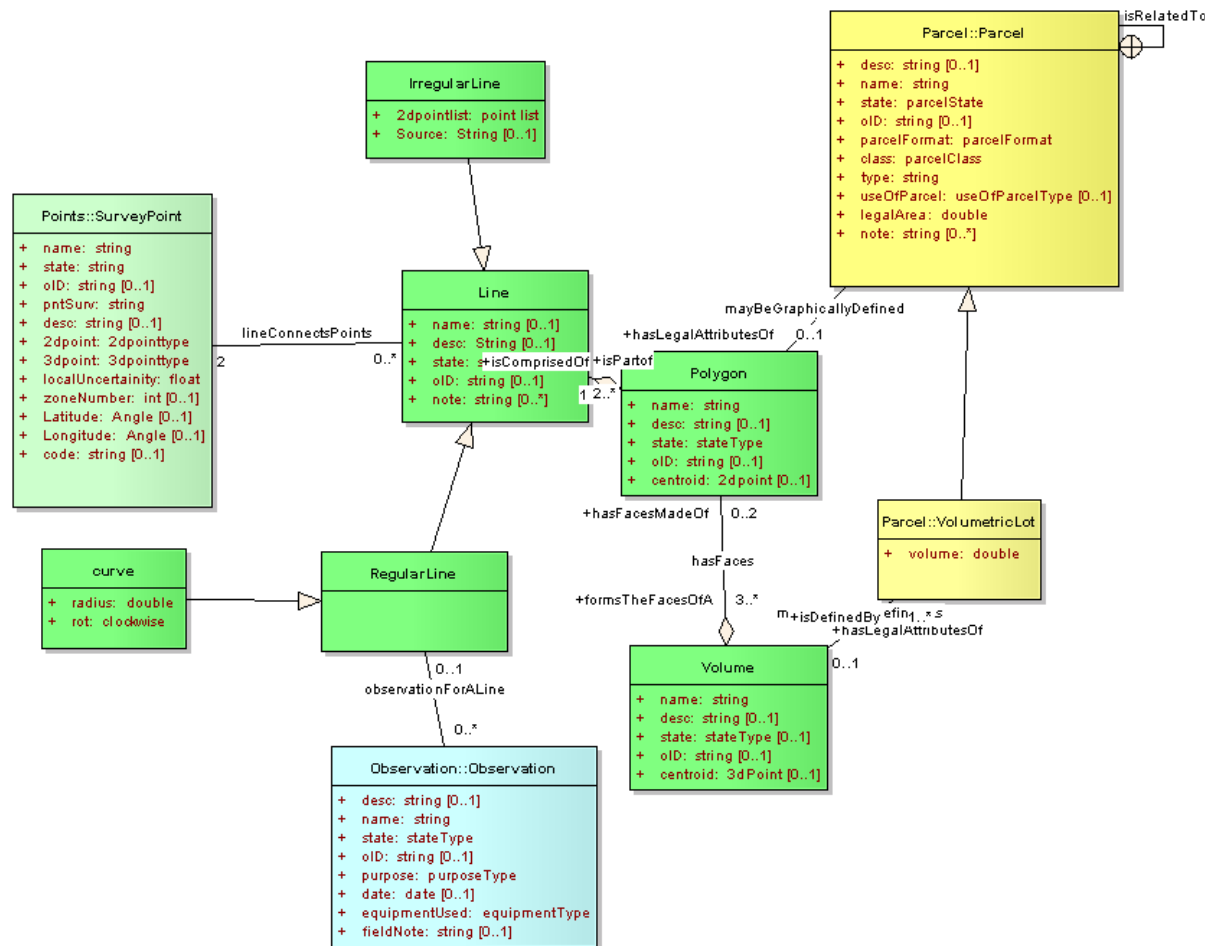 isRelatedTo
Parcel::Parcel
+ desc: string [0..1]
+ name: string
+ state: parcelState
+ oID: string [0..1]
+ parcelFormat: parcelFormat
+ class: parcelClass
+ type: string
+ useOfParcel: useOfParcelType [0..1]
+ legalArea: double
+ note: string [0..*]
IrregularLine
+ 2dpointlist: point list
+ Source: String [0..1]
Points::SurveyPoint
+ name: string
+ state: string
+ oID: string [0..1]
+ pntSurv: string
+ desc: string [0..1]
+ 2dpoint: 2dpointtype
+ 3dpoint: 3dpointtype
+ localUncertainity: float
+ zoneNumber: int [0..1]
+ Latitude: Angle [0..1]
+ Longitude: Angle [0..1]
+ code: string [0..1]
lineConnectsPoints
2
0..*
Line
+ name: string [0..1]
+ desc: String [0..1]
+ state:
+ oID: string [0..1]
+ note: string [0..*]
+isComprisedOf
+isPartof
1
2..*
mayBeGraphicallyDefined
+hasLegalAttributesOf
0..1
Polygon
+ name: string
+ desc: string [0..1]
+ state: stateType
+ oID: string [0..1]
+ centroid: 2dpoint [0..1]
+hasFacesMadeOf
0..2
hasFaces
+formsTheFacesOfA
3..*
Parcel::VolumetricLot
+ volume: double
+isDefinedBy
1..*
+hasLegalAttributesOf
0..1
curve
+ radius: double
+ rot: clockwise
RegularLine
0..1
observationForALine
0..*
Volume
+ name: string
+ desc: string [0..1]
+ state: stateType [0..1]
+ oID: string [0..1]
+ centroid: 3dPoint [0..1]
Observation::Observation
+ desc: string [0..1]
+ name: string
+ state: stateType
+ oID: string [0..1]
+ purpose: purposeType
+ date: date [0..1]
+ equipmentUsed: equipmentType
+ fieldNote: string [0..1]